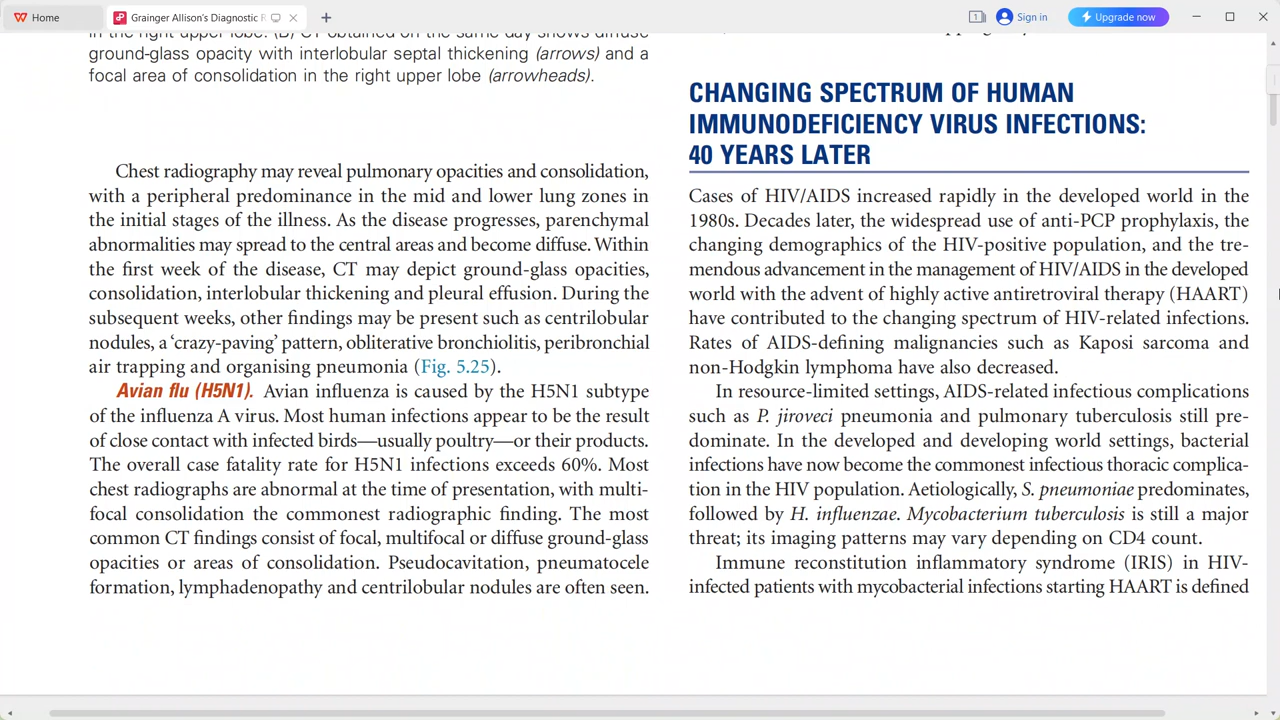 Home
Grainger Allison's Diagnostic R
1
Sign in
Upgrade now
in the right upper lobe. (B) CT obtained on the same day shows diffuse
ground-glass opacity with interlobular septal thickening (arrows) and a
focal area of consolidation in the right upper lobe (arrowheads).
Chest radiography may reveal pulmonary opacities and consolidation,
with a peripheral predominance in the mid and lower lung zones in
the initial stages of the illness. As the disease progresses, parenchymal
abnormalities may spread to the central areas and become diffuse. Within
the first week of the disease, CT may depict ground-glass opacities,
consolidation, interlobular thickening and pleural effusion. During the
subsequent weeks, other findings may be present such as centrilobular
nodules, a ‘crazy-paving’ pattern, obliterative bronchiolitis, peribronchial
air trapping and organising pneumonia (Fig. 5.25).
Avian flu (H5N1). Avian influenza is caused by the H5N1 subtype
of the influenza A virus. Most human infections appear to be the result
of close contact with infected birds—usually poultry—or their products.
The overall case fatality rate for H5N1 infections exceeds 60%. Most
chest radiographs are abnormal at the time of presentation, with multi-
focal consolidation the commonest radiographic finding. The most
common CT findings consist of focal, multifocal or diffuse ground-glass
opacities or areas of consolidation. Pseudocavitation, pneumatocele
formation, lymphadenopathy and centrilobular nodules are often seen.
CHANGING SPECTRUM OF HUMAN
IMMUNODEFICIENCY VIRUS INFECTIONS:
40 YEARS LATER
Cases of HIV/AIDS increased rapidly in the developed world in the
1980s. Decades later, the widespread use of anti-PCP prophylaxis, the
changing demographics of the HIV-positive population, and the tre-
mendous advancement in the management of HIV/AIDS in the developed
world with the advent of highly active antiretroviral therapy (HAART)
have contributed to the changing spectrum of HIV-related infections.
Rates of AIDS-defining malignancies such as Kaposi sarcoma and
non-Hodgkin lymphoma have also decreased.
In resource-limited settings, AIDS-related infectious complications
such as P. jiroveci pneumonia and pulmonary tuberculosis still pre-
dominate. In the developed and developing world settings, bacterial
infections have now become the commonest infectious thoracic complica-
tion in the HIV population. Aetiologically, S. pneumoniae predominates,
followed by H. influenzae. Mycobacterium tuberculosis is still a major
threat; its imaging patterns may vary depending on CD4 count.
Immune reconstitution inflammatory syndrome (IRIS) in HIV-
infected patients with mycobacterial infections starting HAART is defined